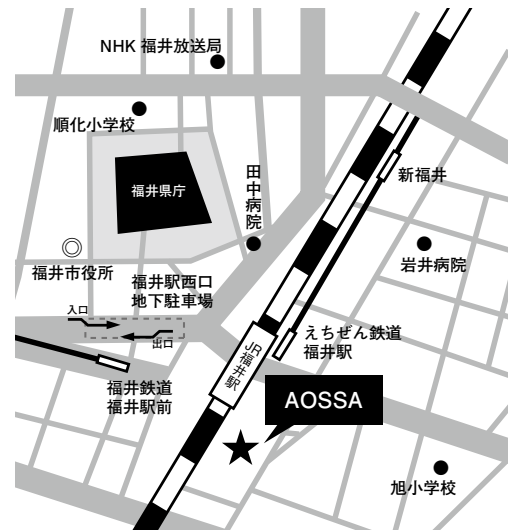 NHK 福井放送局
順化小学校
福井県庁
田中病院
新福井
岩井病院
福井市役所
福井駅西口
地下駐車場
入口
出口
えちぜん鉄道
福井駅
JR福井駅
福井鉄道
福井駅前
AOSSA
旭小学校